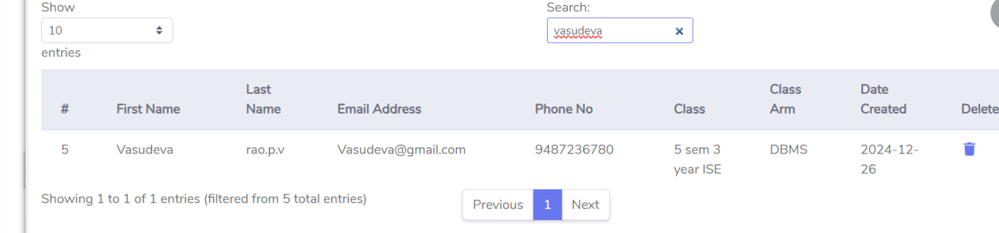 Show
10
entries
Search:
vasudeva
# First Name Last Name Email Address Phone No Class Class Arm Date Created Delete
5 Vasudeva rao.p.v Vasudeva@gmail.com 9487236780 5 sem 3 year ISE DBMS 2024-12-26
Showing 1 to 1 of 1 entries (filtered from 5 total entries)
Previous 1 Next